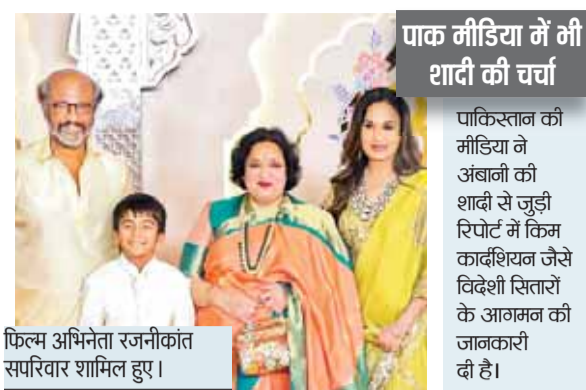 पाक मीडिया में भी
शादी की चर्चा
पाकिस्तान की
मीडिया ने
अंबानी की
शादी से जुड़ी
रिपोर्ट में किम
कार्दशियन जैसे
विदेशी सितारों
के आगमन की
जानकारी
दी है।
फिल्म अभिनेता रजनीकांत
सपरिवार शामिल हुए।